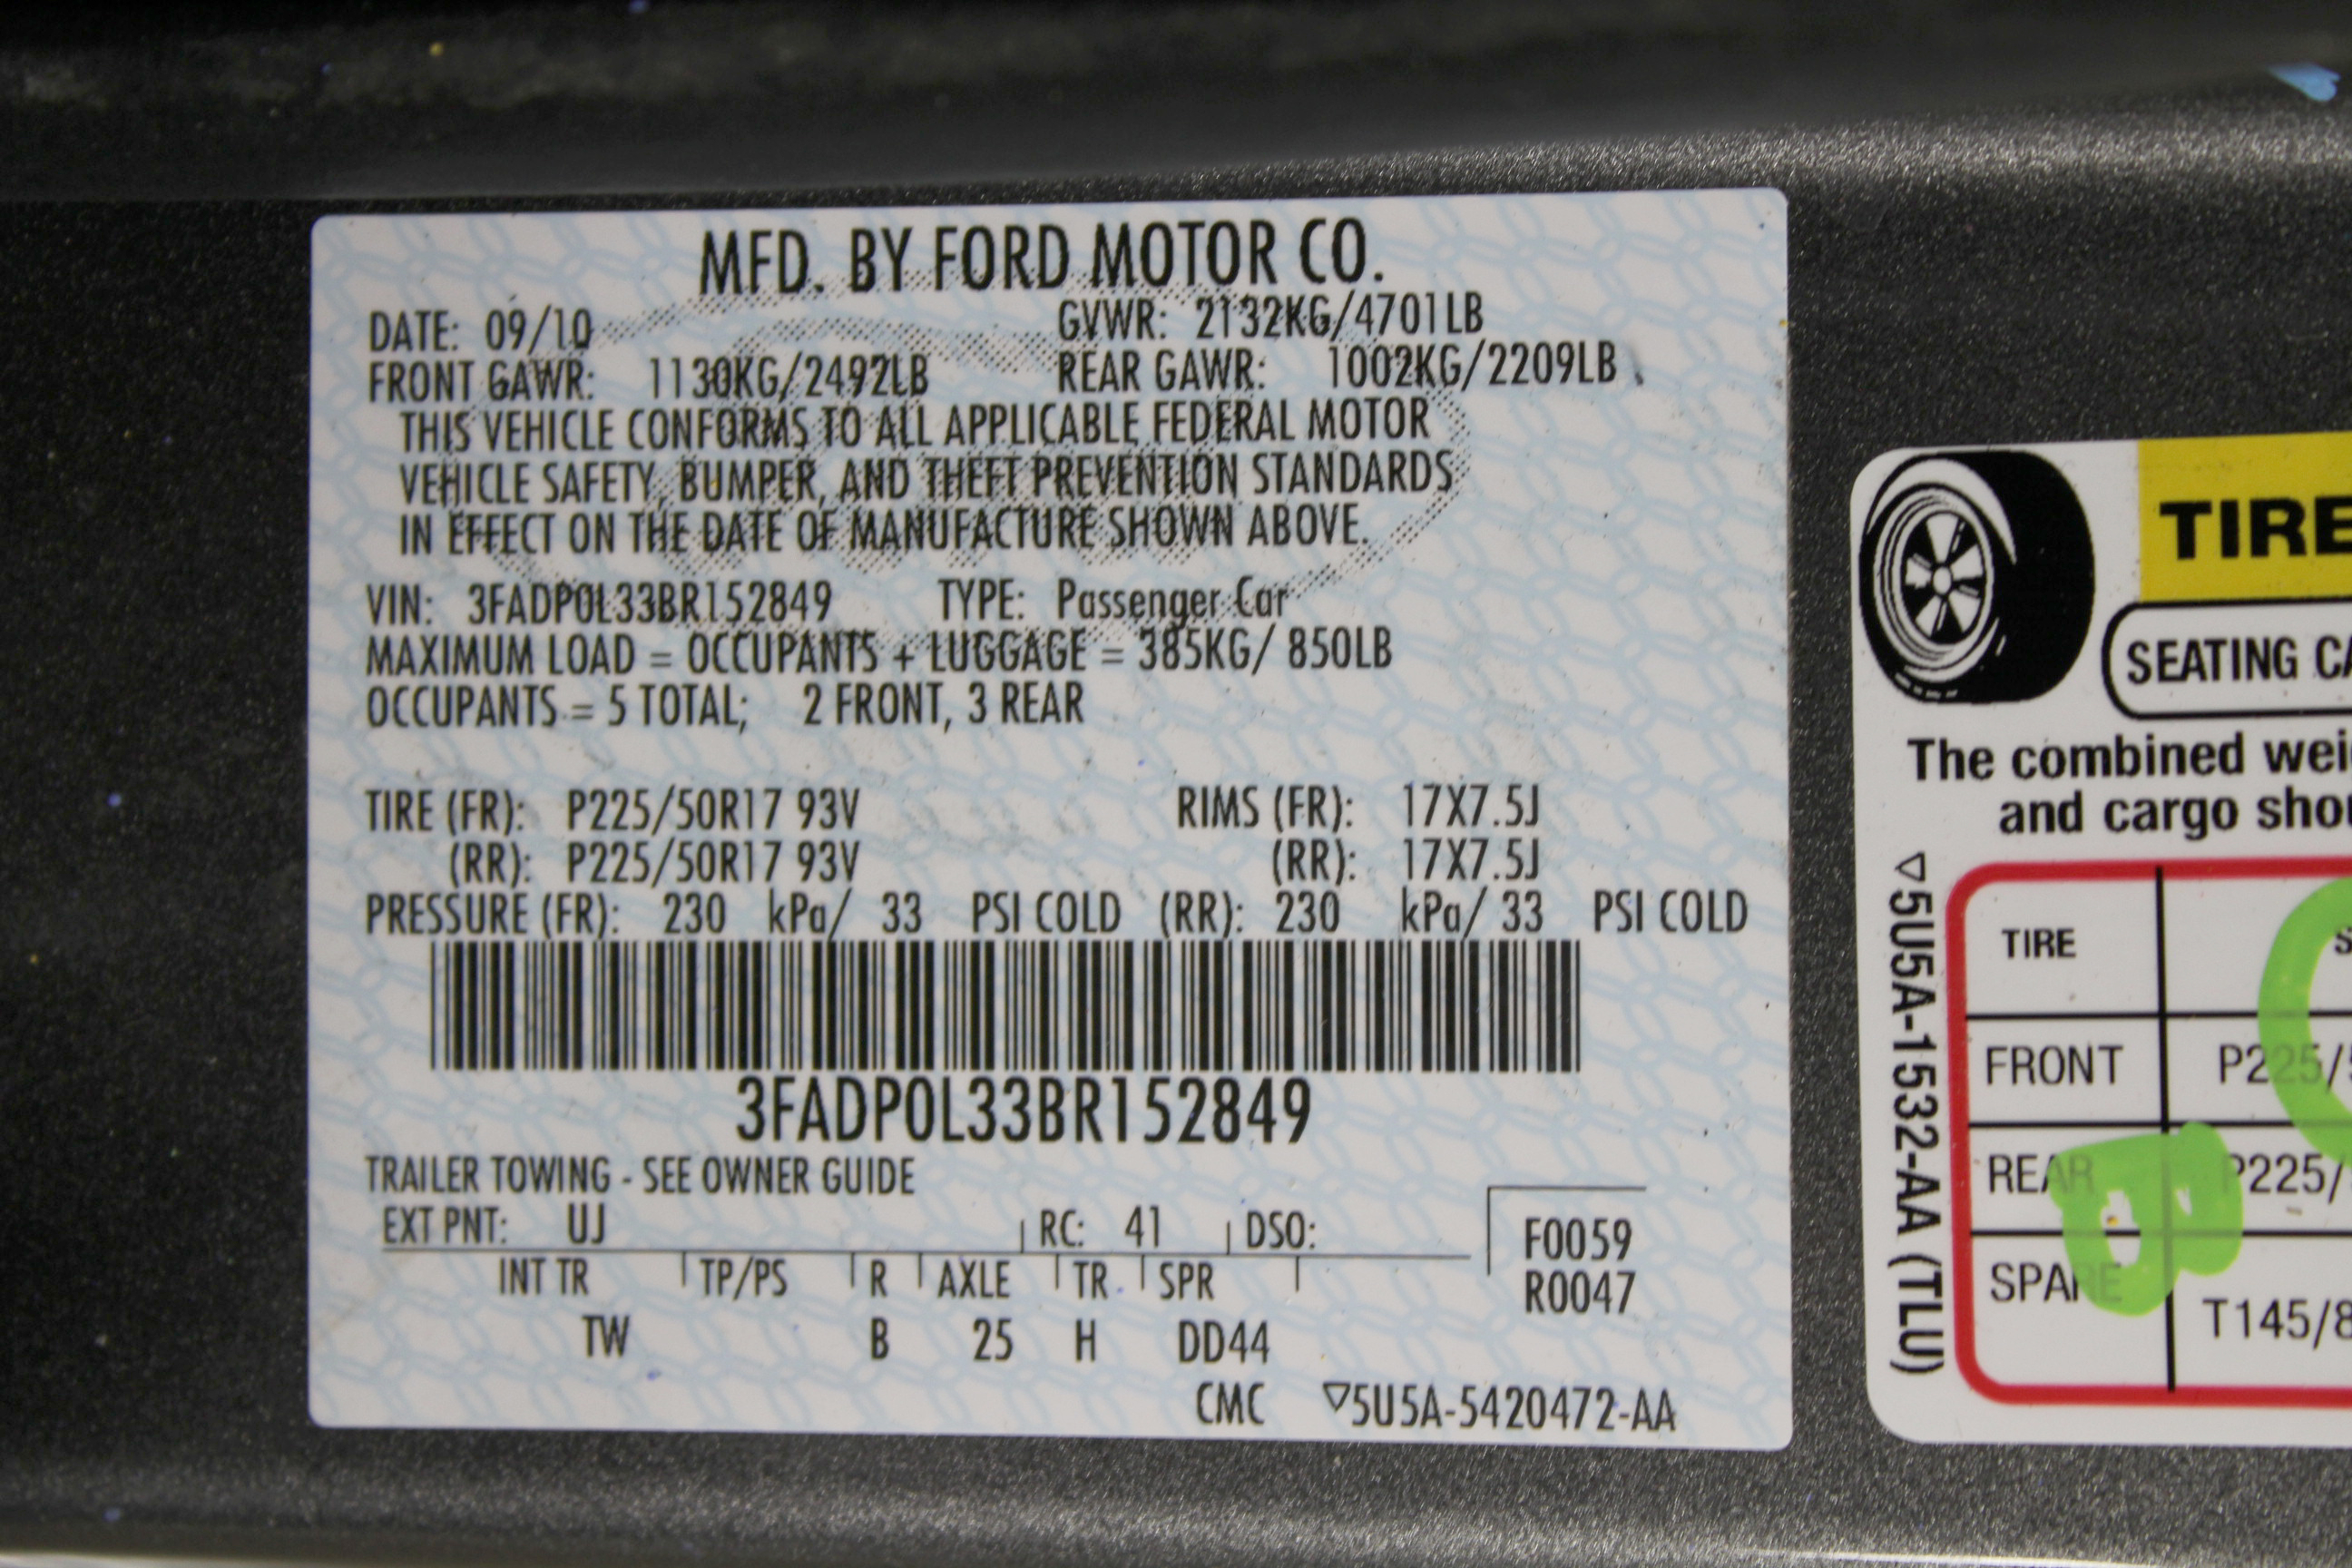 MFD. BY FORD MOTOR CO.
DATE: 09/10 GVWR: 2132KG/4701LB
FRONT GAWR: 1130KG/2492LB REAR GAWR: 1002KG/2209LB
THIS VEHICLE CONFORMS TO ALL APPLICABLE FEDERAL MOTOR
VEHICLE SAFETY, BUMPER, AND THEFT PREVENTION STANDARDS
IN EFFECT ON THE DATE OF MANUFACTURE SHOWN ABOVE.
VIN: 3FADP0L33BR152849 TYPE: Passenger Car
MAXIMUM LOAD = OCCUPANTS + LUGGAGE = 385KG/ 850LB
OCCUPANTS = 5 TOTAL; 2 FRONT, 3 REAR
TIRE (FR): P225/50R17 93V RIMS (FR): 17X7.5J
(RR): P225/50R17 93V (RR): 17X7.5J
PRESSURE (FR): 230 kPa/ 33 PSI COLD (RR): 230 kPa/ 33 PSI COLD
3FADP0L33BR152849
TRAILER TOWING - SEE OWNER GUIDE
EXT PNT: UJ RC: 41 DSO:
F0059
INT TR TP/PS R AXLE TR SPR
R0047
TW B 25 H DD44
CMC ▽5U5A-5420472-AA
TIRE
SEATING CA
The combined wei
and cargo shou
▽5U5A-1532-AA (TLU)
TIRE S
FRONT P225/5
REAR P225/
SPARE T145/8